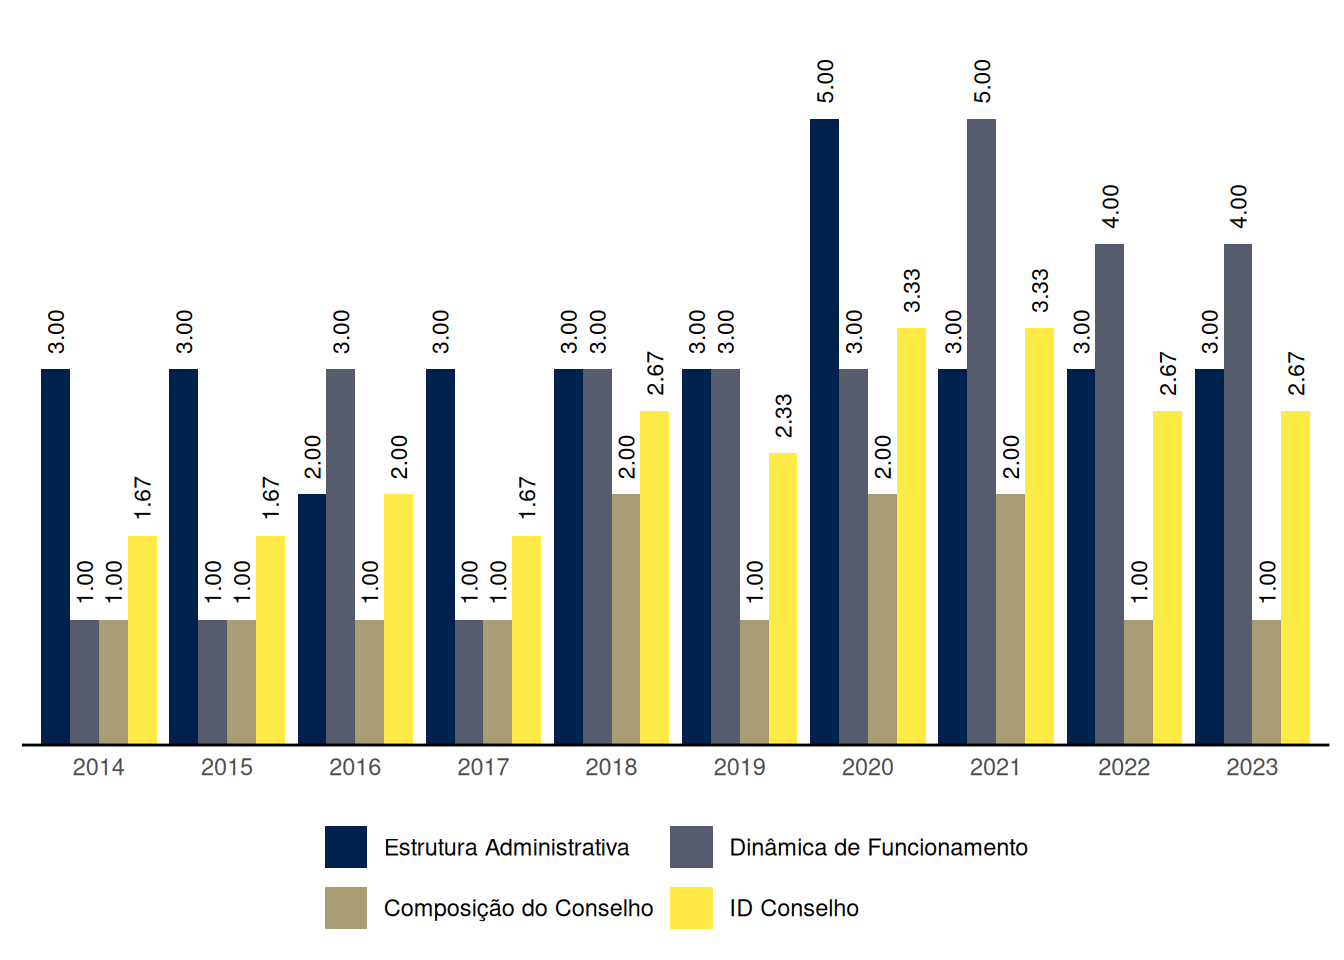 5.00 5.00
4.00 4.00
3.33 3.33
3.00 3.00 3.00 3.00 3.00 3.00 3.00 3.00 3.00 3.00 3.00 3.00
2.67 2.67 2.67
2.33
2.00 2.00 2.00 2.00 2.00
1.67 1.67 1.67
1.00 1.00 1.00 1.00 1.00 1.00 1.00 1.00 1.00 1.00
2014 2015 2016 2017 2018 2019 2020 2021 2022 2023
Estrutura Administrativa Dinâmica de Funcionamento
Composição do Conselho ID Conselho